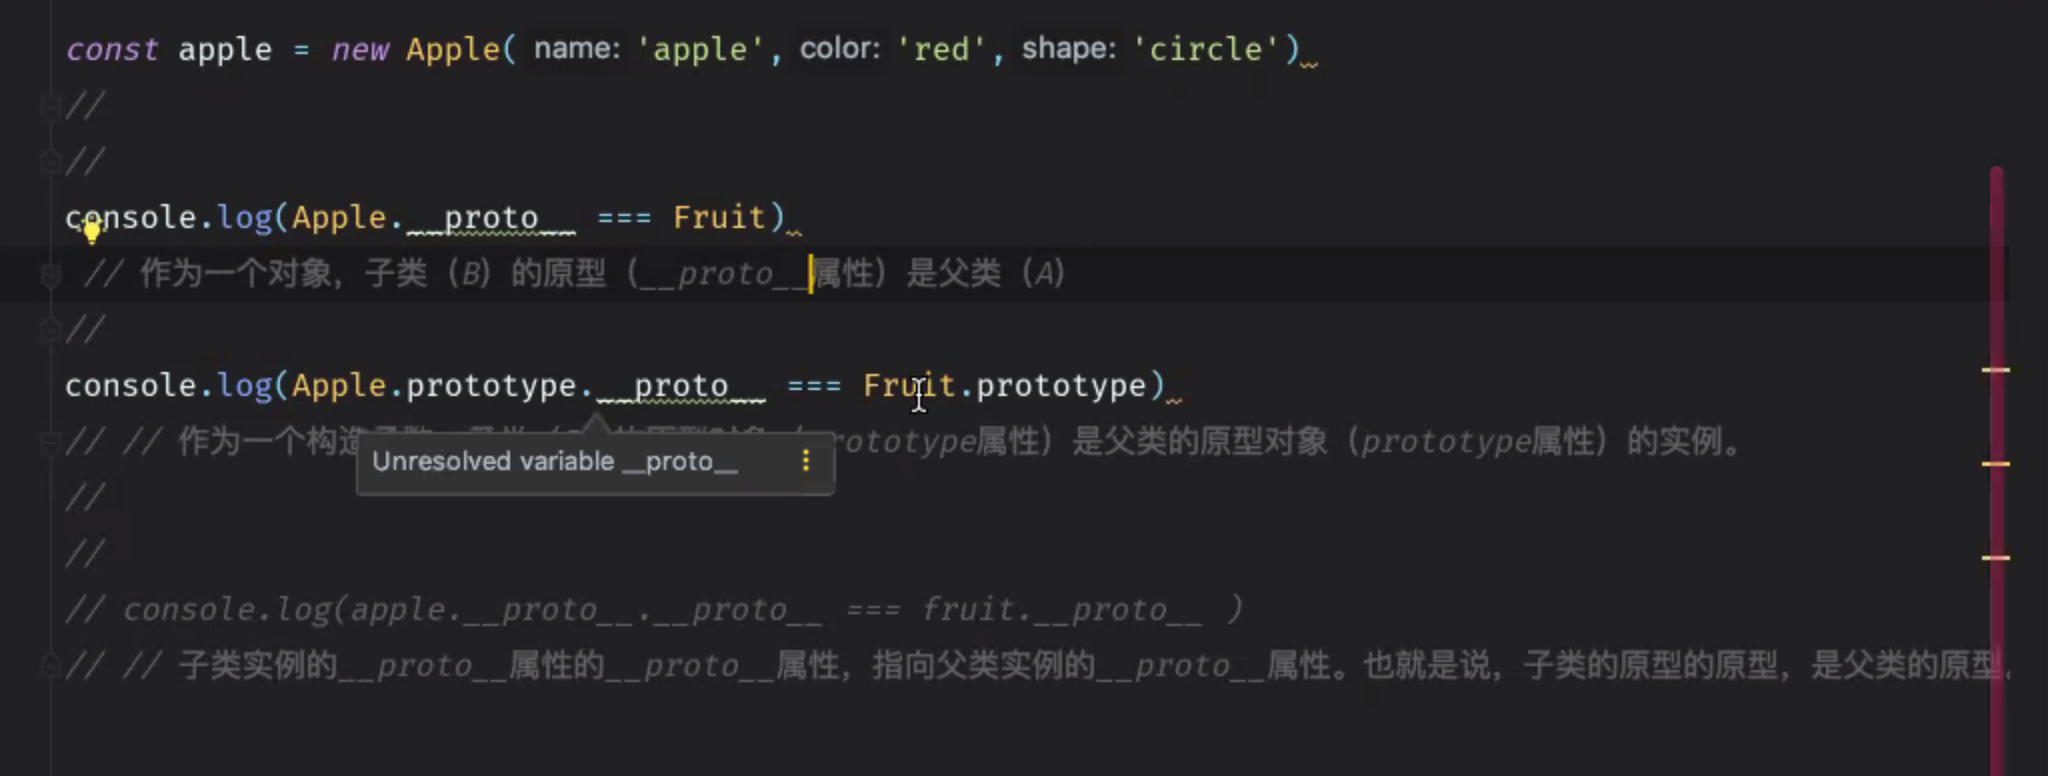 const apple = new Apple( name: 'apple', color: 'red', shape: 'circle')
//
//
console.log(Apple.__proto__ === Fruit)
// 作为一个对象，子类（B）的原型（__proto__属性）是父类（A）
//
console.log(Apple.prototype.__proto__ === Fruit.prototype)
// // 作为一个构造 rototype属性）是父类的原型对象（prototype属性）的实例。
Unresolved variable __proto__
//
//
// console.log(apple.__proto__.__proto__ === fruit.__proto__ )
// // 子类实例的__proto__属性的__proto__属性，指向父类实例的__proto__属性。也就是说，子类的原型的原型，是父类的原型